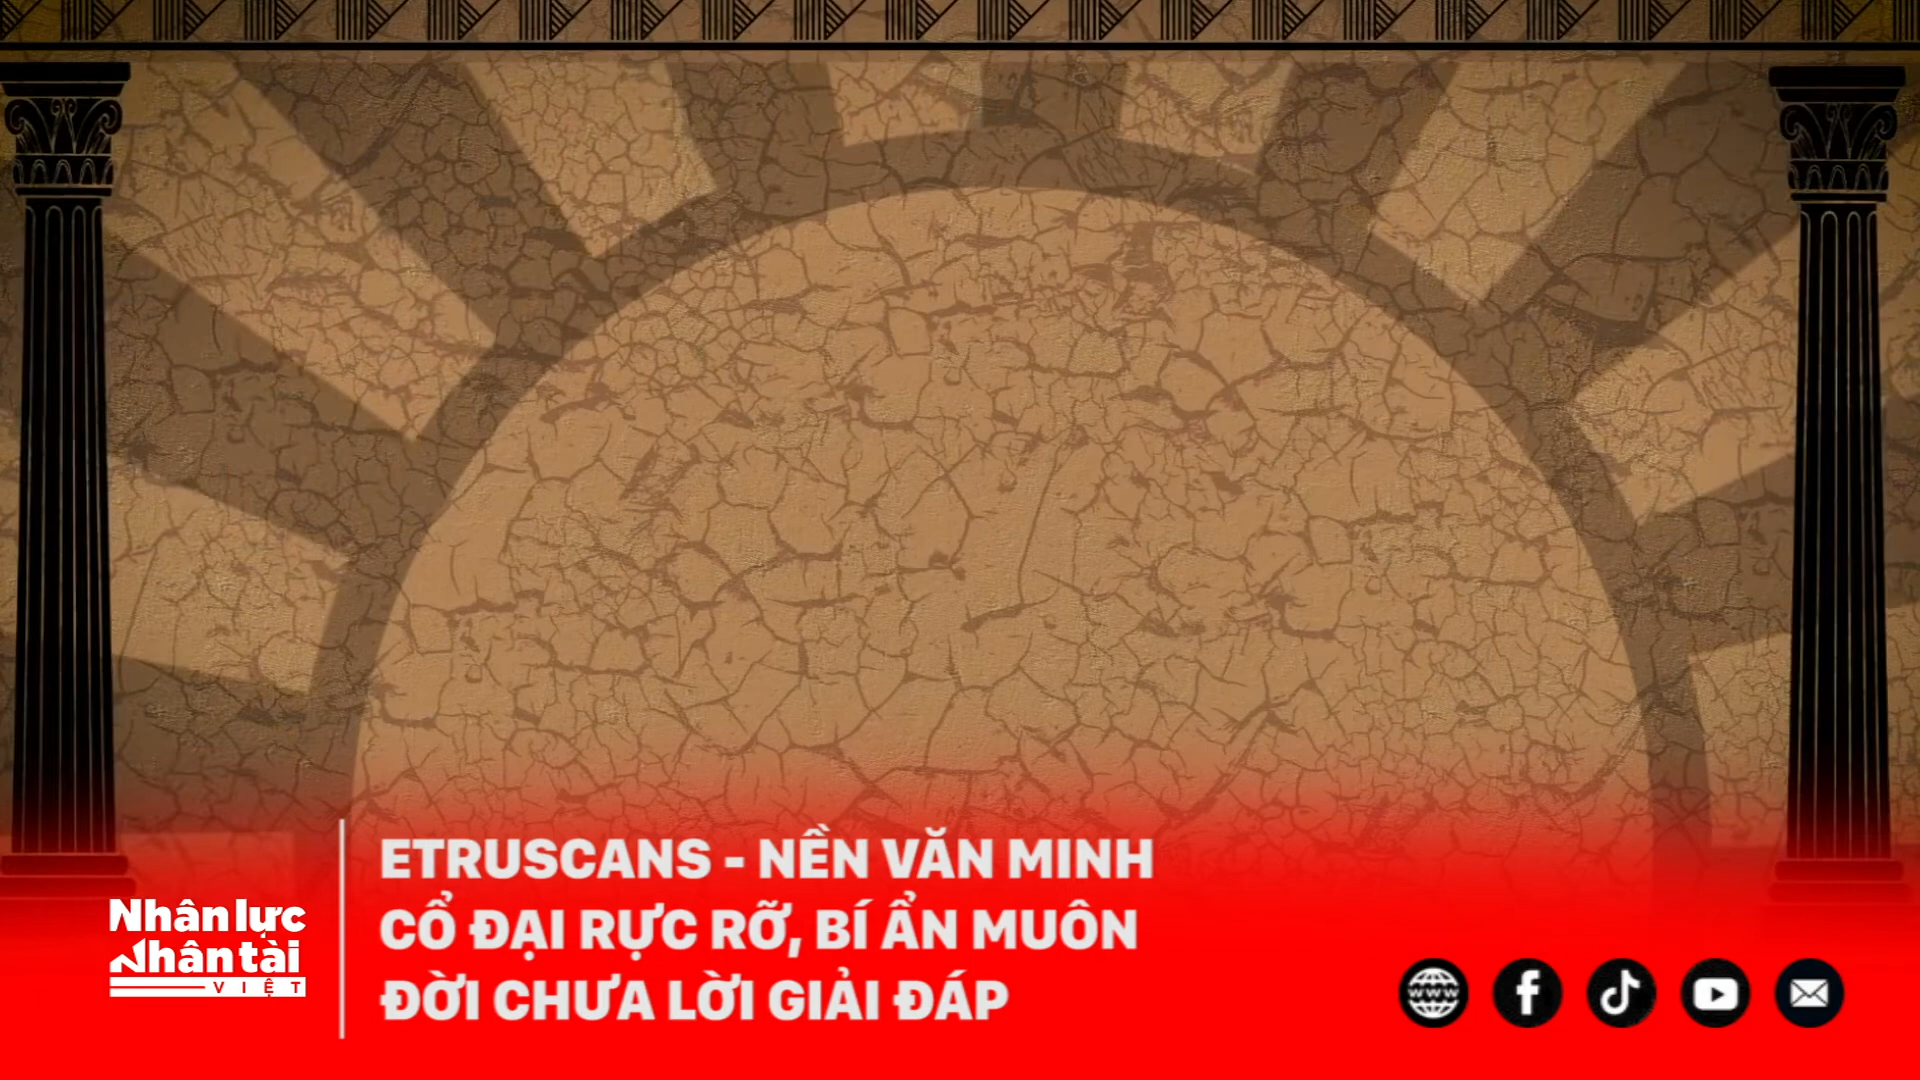 ETRUSCANS - NỀN VĂN MINH
CỔ ĐẠI RỰC RỠ, BÍ ẨN MUÔN
ĐỜI CHƯA LỜI GIẢI ĐÁP
Nhân lực
Nhân tài
VIỆT
WWW